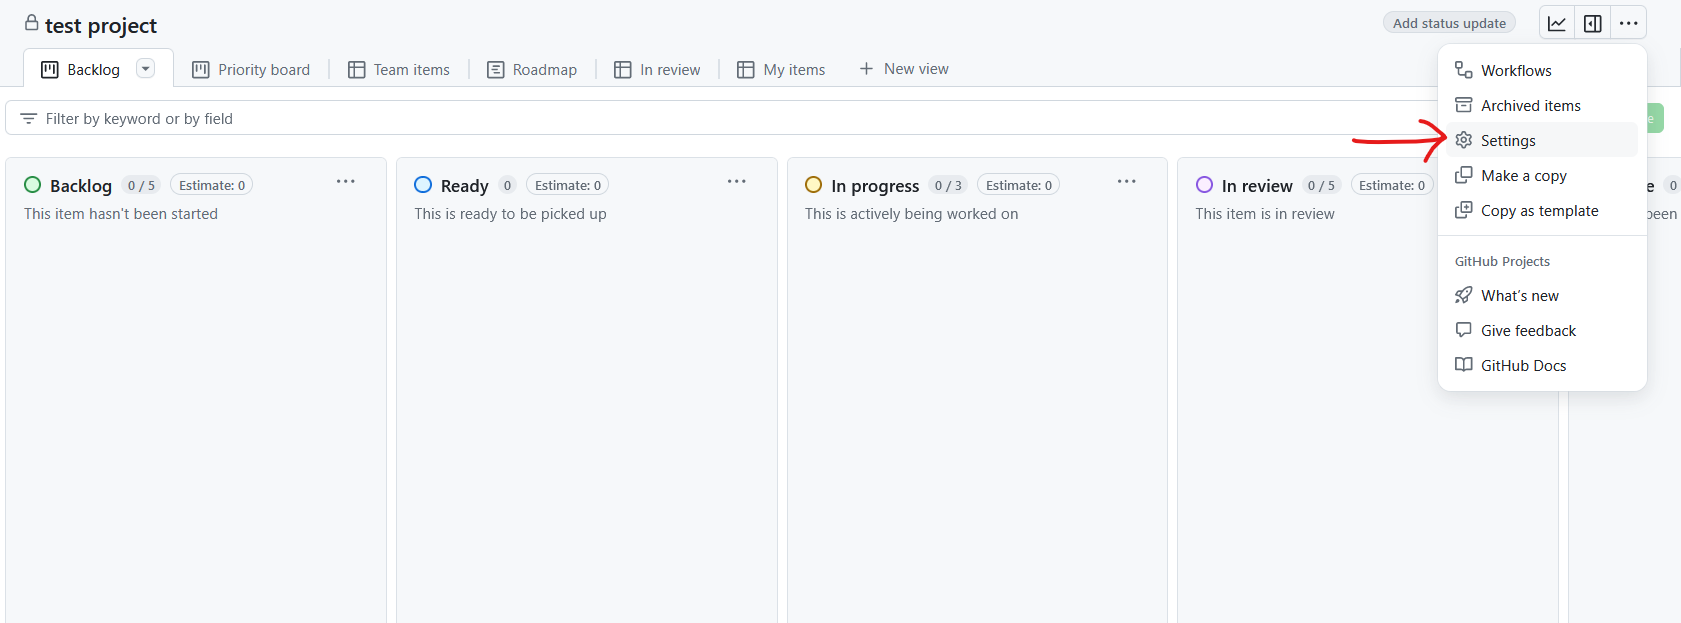 test project
Add status update
Backlog
Priority board
Team items
Roadmap
In review
My items
New view
Filter by keyword or by field
Workflows
Archived items
Settings
Make a copy
Copy as template
GitHub Projects
What's new
Give feedback
GitHub Docs
Backlog 0 / 5 Estimate: 0
This item hasn't been started
Ready 0 Estimate: 0
This is ready to be picked up
In progress 0 / 3 Estimate: 0
This is actively being worked on
In review 0 / 5 Estimate: 0
This item is in review
0
been